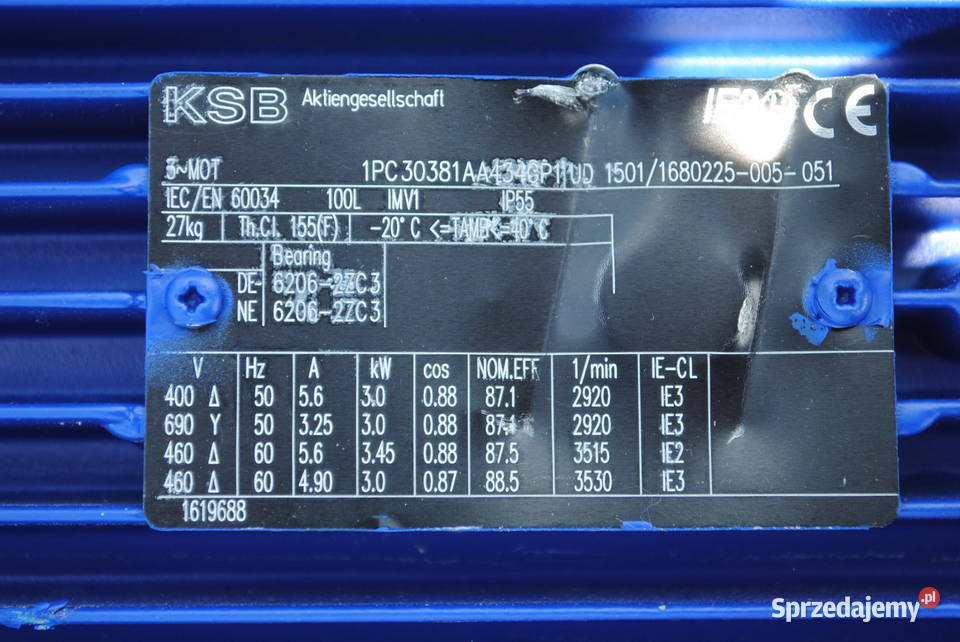 KSB Aktiengesellschaft CE
3~MOT 1501/1680225-005-051
IEC/EN 60034 100L IMV1 IP55
27kg Th.Cl. 155(F) -20°C <=TAMB<=40°C
Bearing
DE 6206-2ZC3
NE 6206-2ZC3
V Hz A kW cos NOM.EFF 1/min IE-CL
400 Δ 50 5.6 3.0 0.88 87.1 2920 IE3
690 Y 50 3.25 3.0 0.88 87.1 2920 IE3
460 Δ 60 5.6 3.45 0.88 87.5 3515 IE2
460 Δ 60 4.90 3.0 0.87 88.5 3530 IE3
1619688
Sprzedajemy.pl